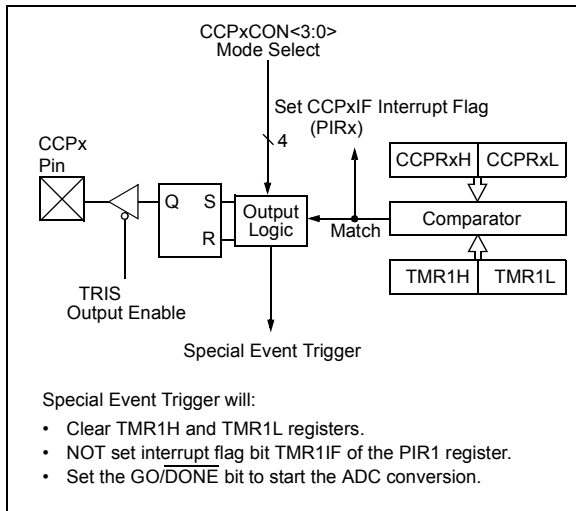 CCPxCON<3:0>
Mode Select
Set CCPxIF Interrupt Flag
(PIRx)
4
CCPx
Pin
CCPRxH CCPRxL
Q S
R
Output
Logic
Match
Comparator
TMR1H TMR1L
TRIS
Output Enable
Special Event Trigger
Special Event Trigger will:
• Clear TMR1H and TMR1L registers.
• NOT set interrupt flag bit TMR1IF of the PIR1 register.
• Set the GO/DONE bit to start the ADC conversion.